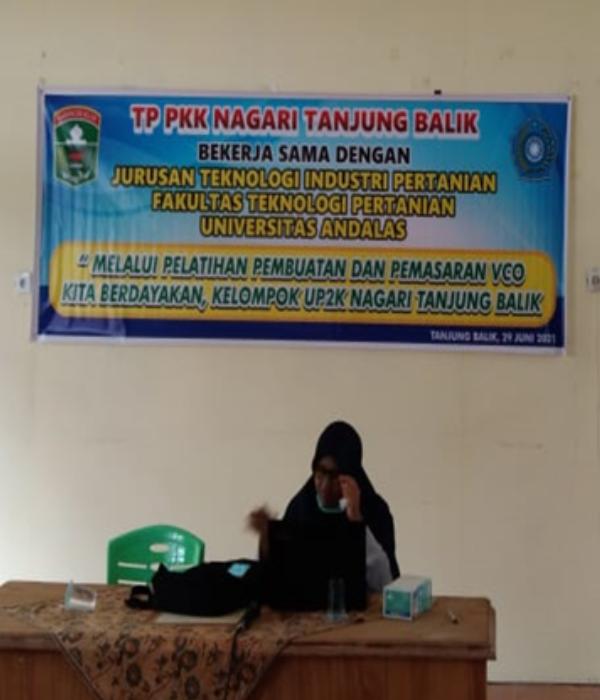 TP PKK NAGARI TANJUNG BALIK
BEKERJA SAMA DENGAN
JURUSAN TEKNOLOGI INDUSTRI PERTANIAN
FAKULTAS TEKNOLOGI PERTANIAN
UNIVERSITAS ANDALAS
“ MELALUI PELATIHAN PEMBUATAN DAN PEMASARAN VCO
KITA BERDAYAKAN, KELOMPOK UP2K NAGARI TANJUNG BALIK
TANJUNG BALIK, 29 JUNI 2021